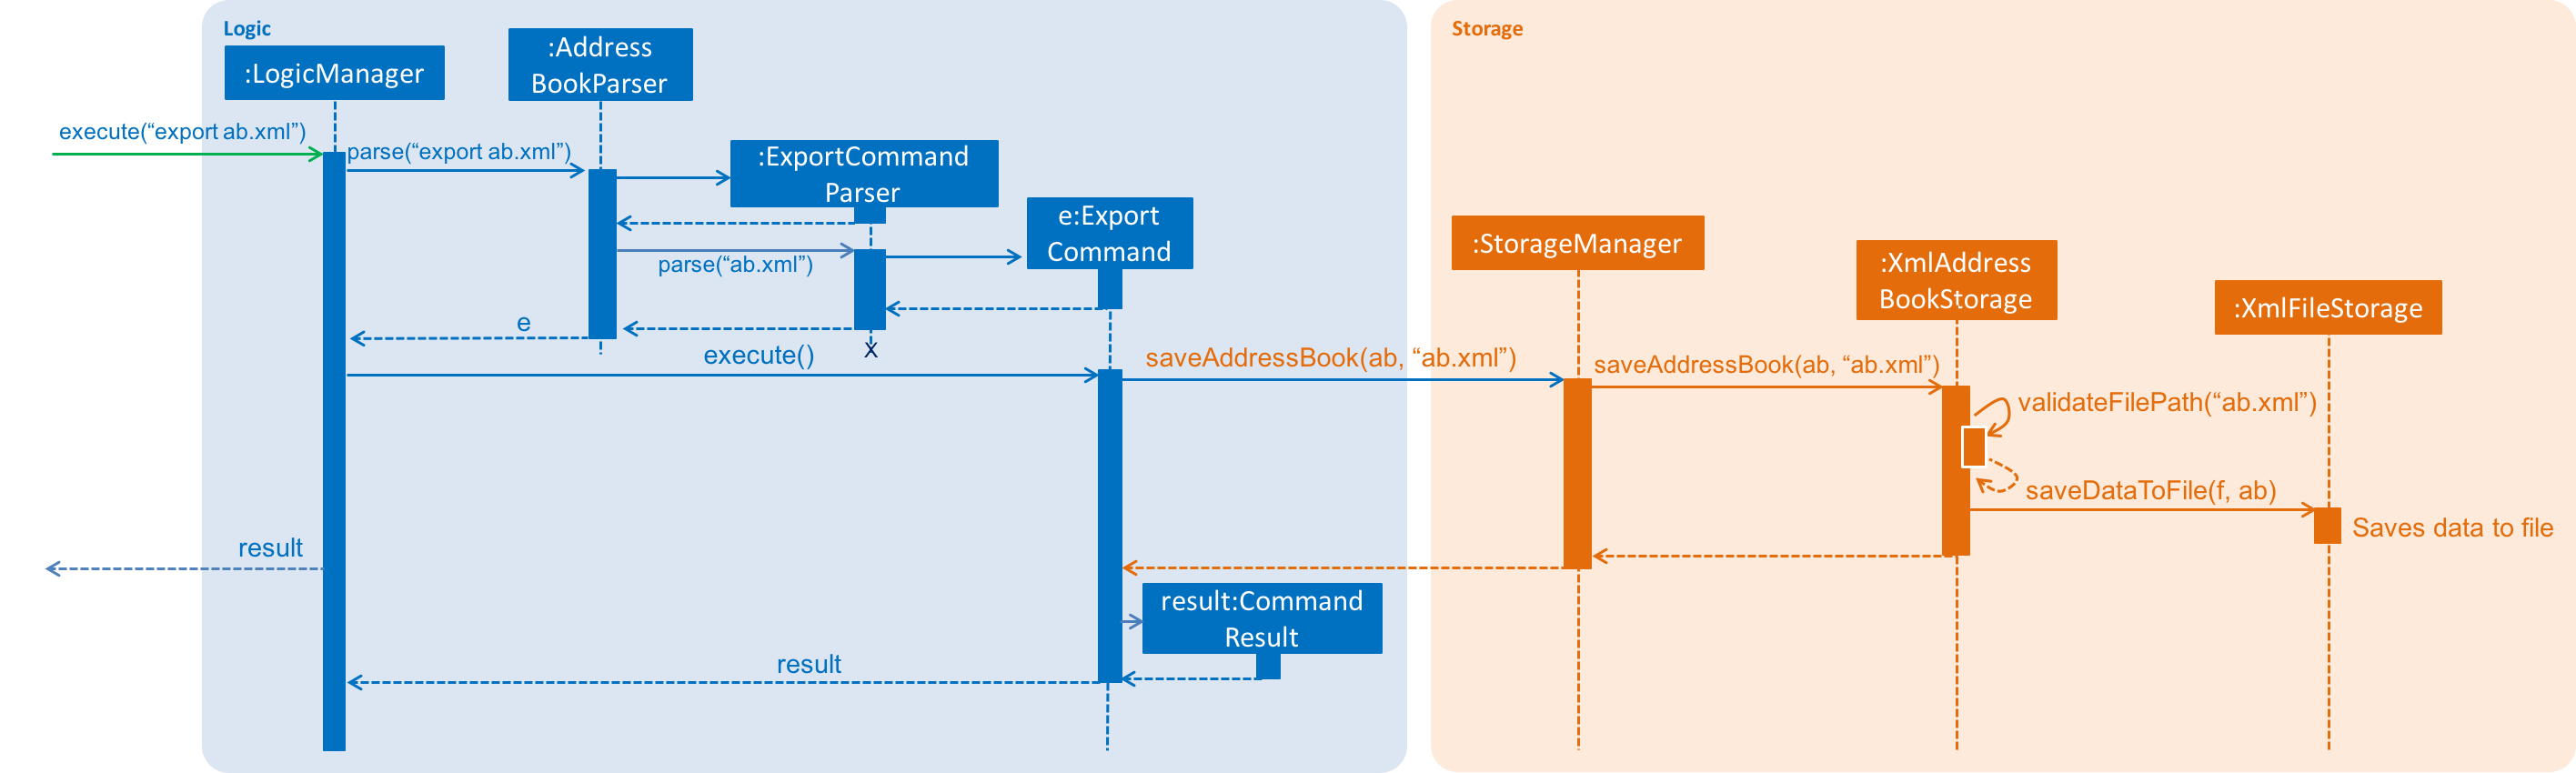 Logic
Storage
:LogicManager
:Address
BookParser
execute(“export ab.xml”)
parse(“export ab.xml”)
:ExportCommand
Parser
e:Export
Command
:StorageManager
:XmlAddress
BookStorage
:XmlFileStorage
parse(“ab.xml”)
e
X
execute()
saveAddressBook(ab, “ab.xml”)
saveAddressBook(ab, “ab.xml”)
validateFilePath(“ab.xml”)
saveDataToFile(f, ab)
Saves data to file
result
result:Command
Result
result